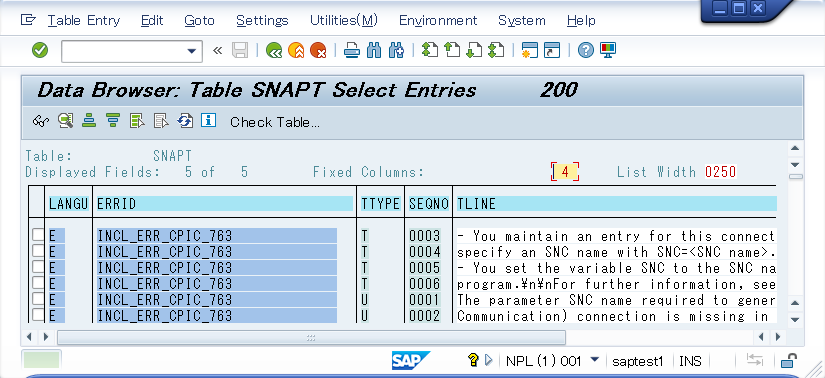 Table Entry Edit Goto Settings Utilities(M) Environment System Help
Data Browser: Table SNAPT Select Entries 200
Check Table...
Table: SNAPT
Displayed Fields: 5 of 5 Fixed Columns: 4 List Width 0250
LANGU ERRID TTYPE SEQNO TLINE
E INCL_ERR_CPIC_763 T 0003 - You maintain an entry for this connect
E INCL_ERR_CPIC_763 T 0004 specify an SNC name with SNC=<SNC name>.
E INCL_ERR_CPIC_763 T 0005 - You set the variable SNC to the SNC na
E INCL_ERR_CPIC_763 T 0006 program.¥n¥nFor further information, see
E INCL_ERR_CPIC_763 U 0001 The parameter SNC name required to gener
E INCL_ERR_CPIC_763 U 0002 Communication) connection is missing in
SAP NPL (1) 001 saptest1 INS